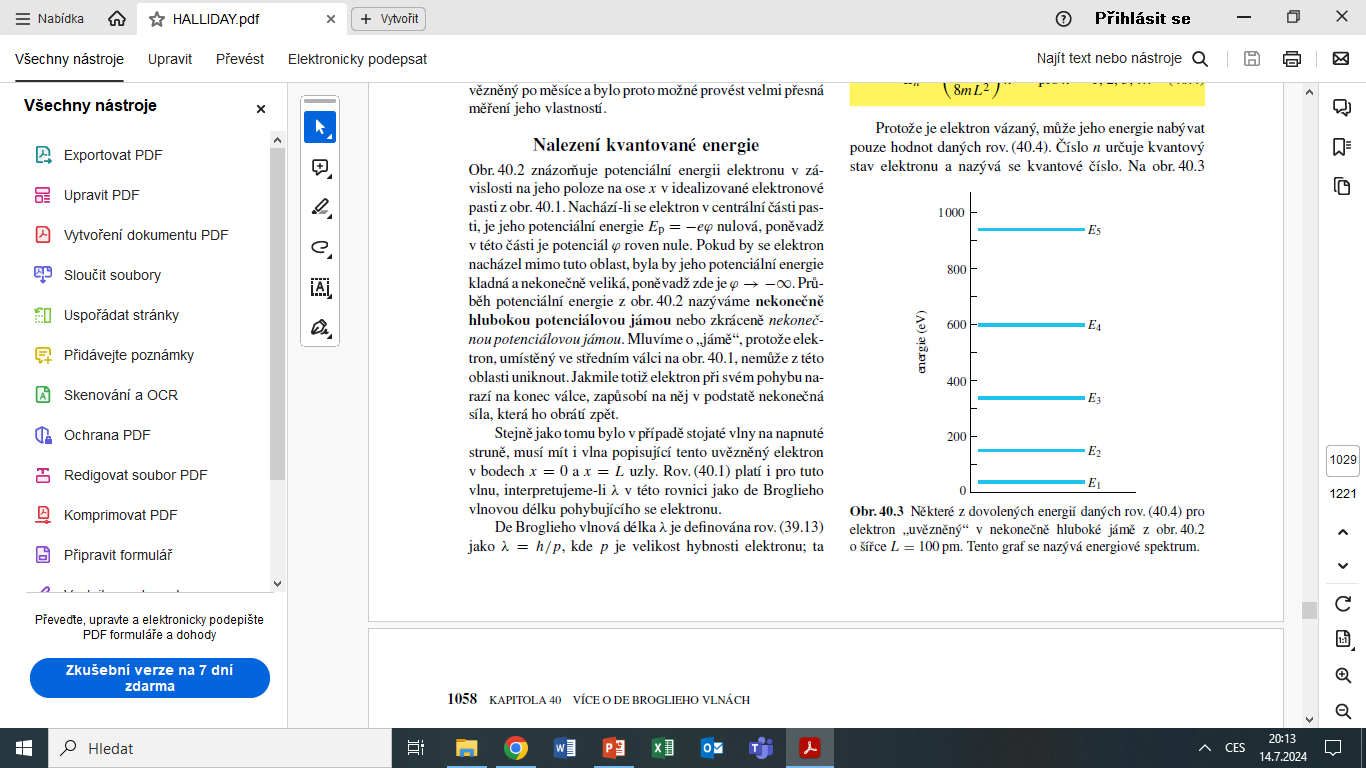 Nabídka
HALLIDAY.pdf
Vytvořit
Přihlásit se
Všechny nástroje
Upravit
Převést
Elektronicky podepsat
Najít text nebo nástroje
Všechny nástroje
Exportovat PDF
Upravit PDF
Vytvoření dokumentu PDF
Sloučit soubory
Uspořádat stránky
Přidávejte poznámky
Skenování a OCR
Ochrana PDF
Redigovat soubor PDF
Komprimovat PDF
Připravit formulář
Převeďte, upravte a elektronicky podepište
PDF formuláře a dohody
Zkušební verze na 7 dní
zdarma
vězněný po měsíce a bylo proto možné provést velmi přesná
měření jeho vlastností.
Nalezení kvantované energie
Obr. 40.2 znázorňuje potenciální energii elektronu v zá-
vislosti na jeho poloze na ose x v idealizované elektronové
pasti z obr. 40.1. Nachází-li se elektron v centrální části pas-
ti, je jeho potenciální energie Ep = −eφ nulová, poněvadž
v této části je potenciál φ roven nule. Pokud by se elektron
nacházel mimo tuto oblast, byla by jeho potenciální energie
kladná a nekonečně veliká, poněvadž zde je φ → −∞. Prů-
běh potenciální energie z obr. 40.2 nazýváme nekonečně
hlubokou potenciálovou jámou nebo zkráceně nekoneč-
nou potenciálovou jámou. Mluvíme o „jámě“, protože elek-
tron, umístěný ve středním válci na obr. 40.1, nemůže z této
oblasti uniknout. Jakmile totiž elektron při svém pohybu na-
razí na konec válce, zapůsobí na něj v podstatě nekonečná
síla, která ho obrátí zpět.
Stejně jako tomu bylo v případě stojaté vlny na napnuté
struně, musí mít i vlna popisující tento uvězněný elektron
v bodech x = 0 a x = L uzly. Rov. (40.1) platí i pro tuto
vlnu, interpretujeme-li λ v této rovnici jako de Broglieho
vlnovou délku pohybujícího se elektronu.
De Broglieho vlnová délka λ je definována rov. (39.13)
jako λ = h/p, kde p je velikost hybnosti elektronu; ta
8mL²
Protože je elektron vázaný, může jeho energie nabývat
pouze hodnot daných rov. (40.4). Číslo n určuje kvantový
stav elektronu a nazývá se kvantové číslo. Na obr. 40.3
energie (eV)
1 000
E5
800
600 E4
400
E3
200
E2
E1
0
Obr. 40.3 Některé z dovolených energií daných rov. (40.4) pro
elektron „uvězněný“ v nekonečně hluboké jámě z obr. 40.2
o šířce L = 100 pm. Tento graf se nazývá energiové spektrum.
1058 KAPITOLA 40 VÍCE O DE BROGLIEHO VLNÁCH
1029
1221
1:1
Hledat
CES
20:13
14.7.2024